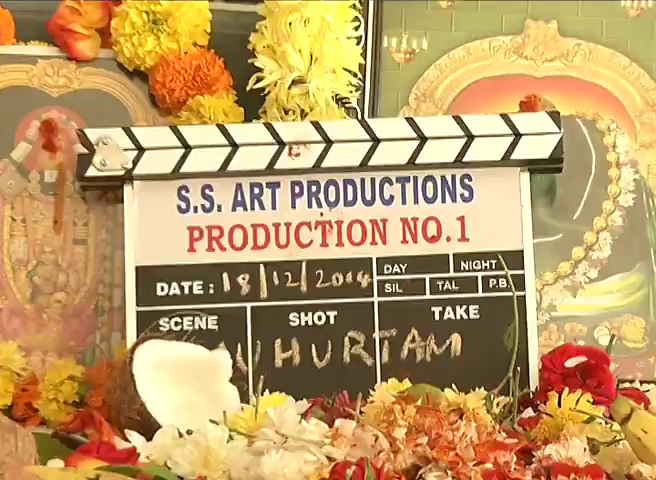 S.S. ART PRODUCTIONS
PRODUCTION NO.1
DATE: 18/12/2014
DAY NIGHT
SIL TAL P.B.
SCENE SHOT TAKE
HURTAM